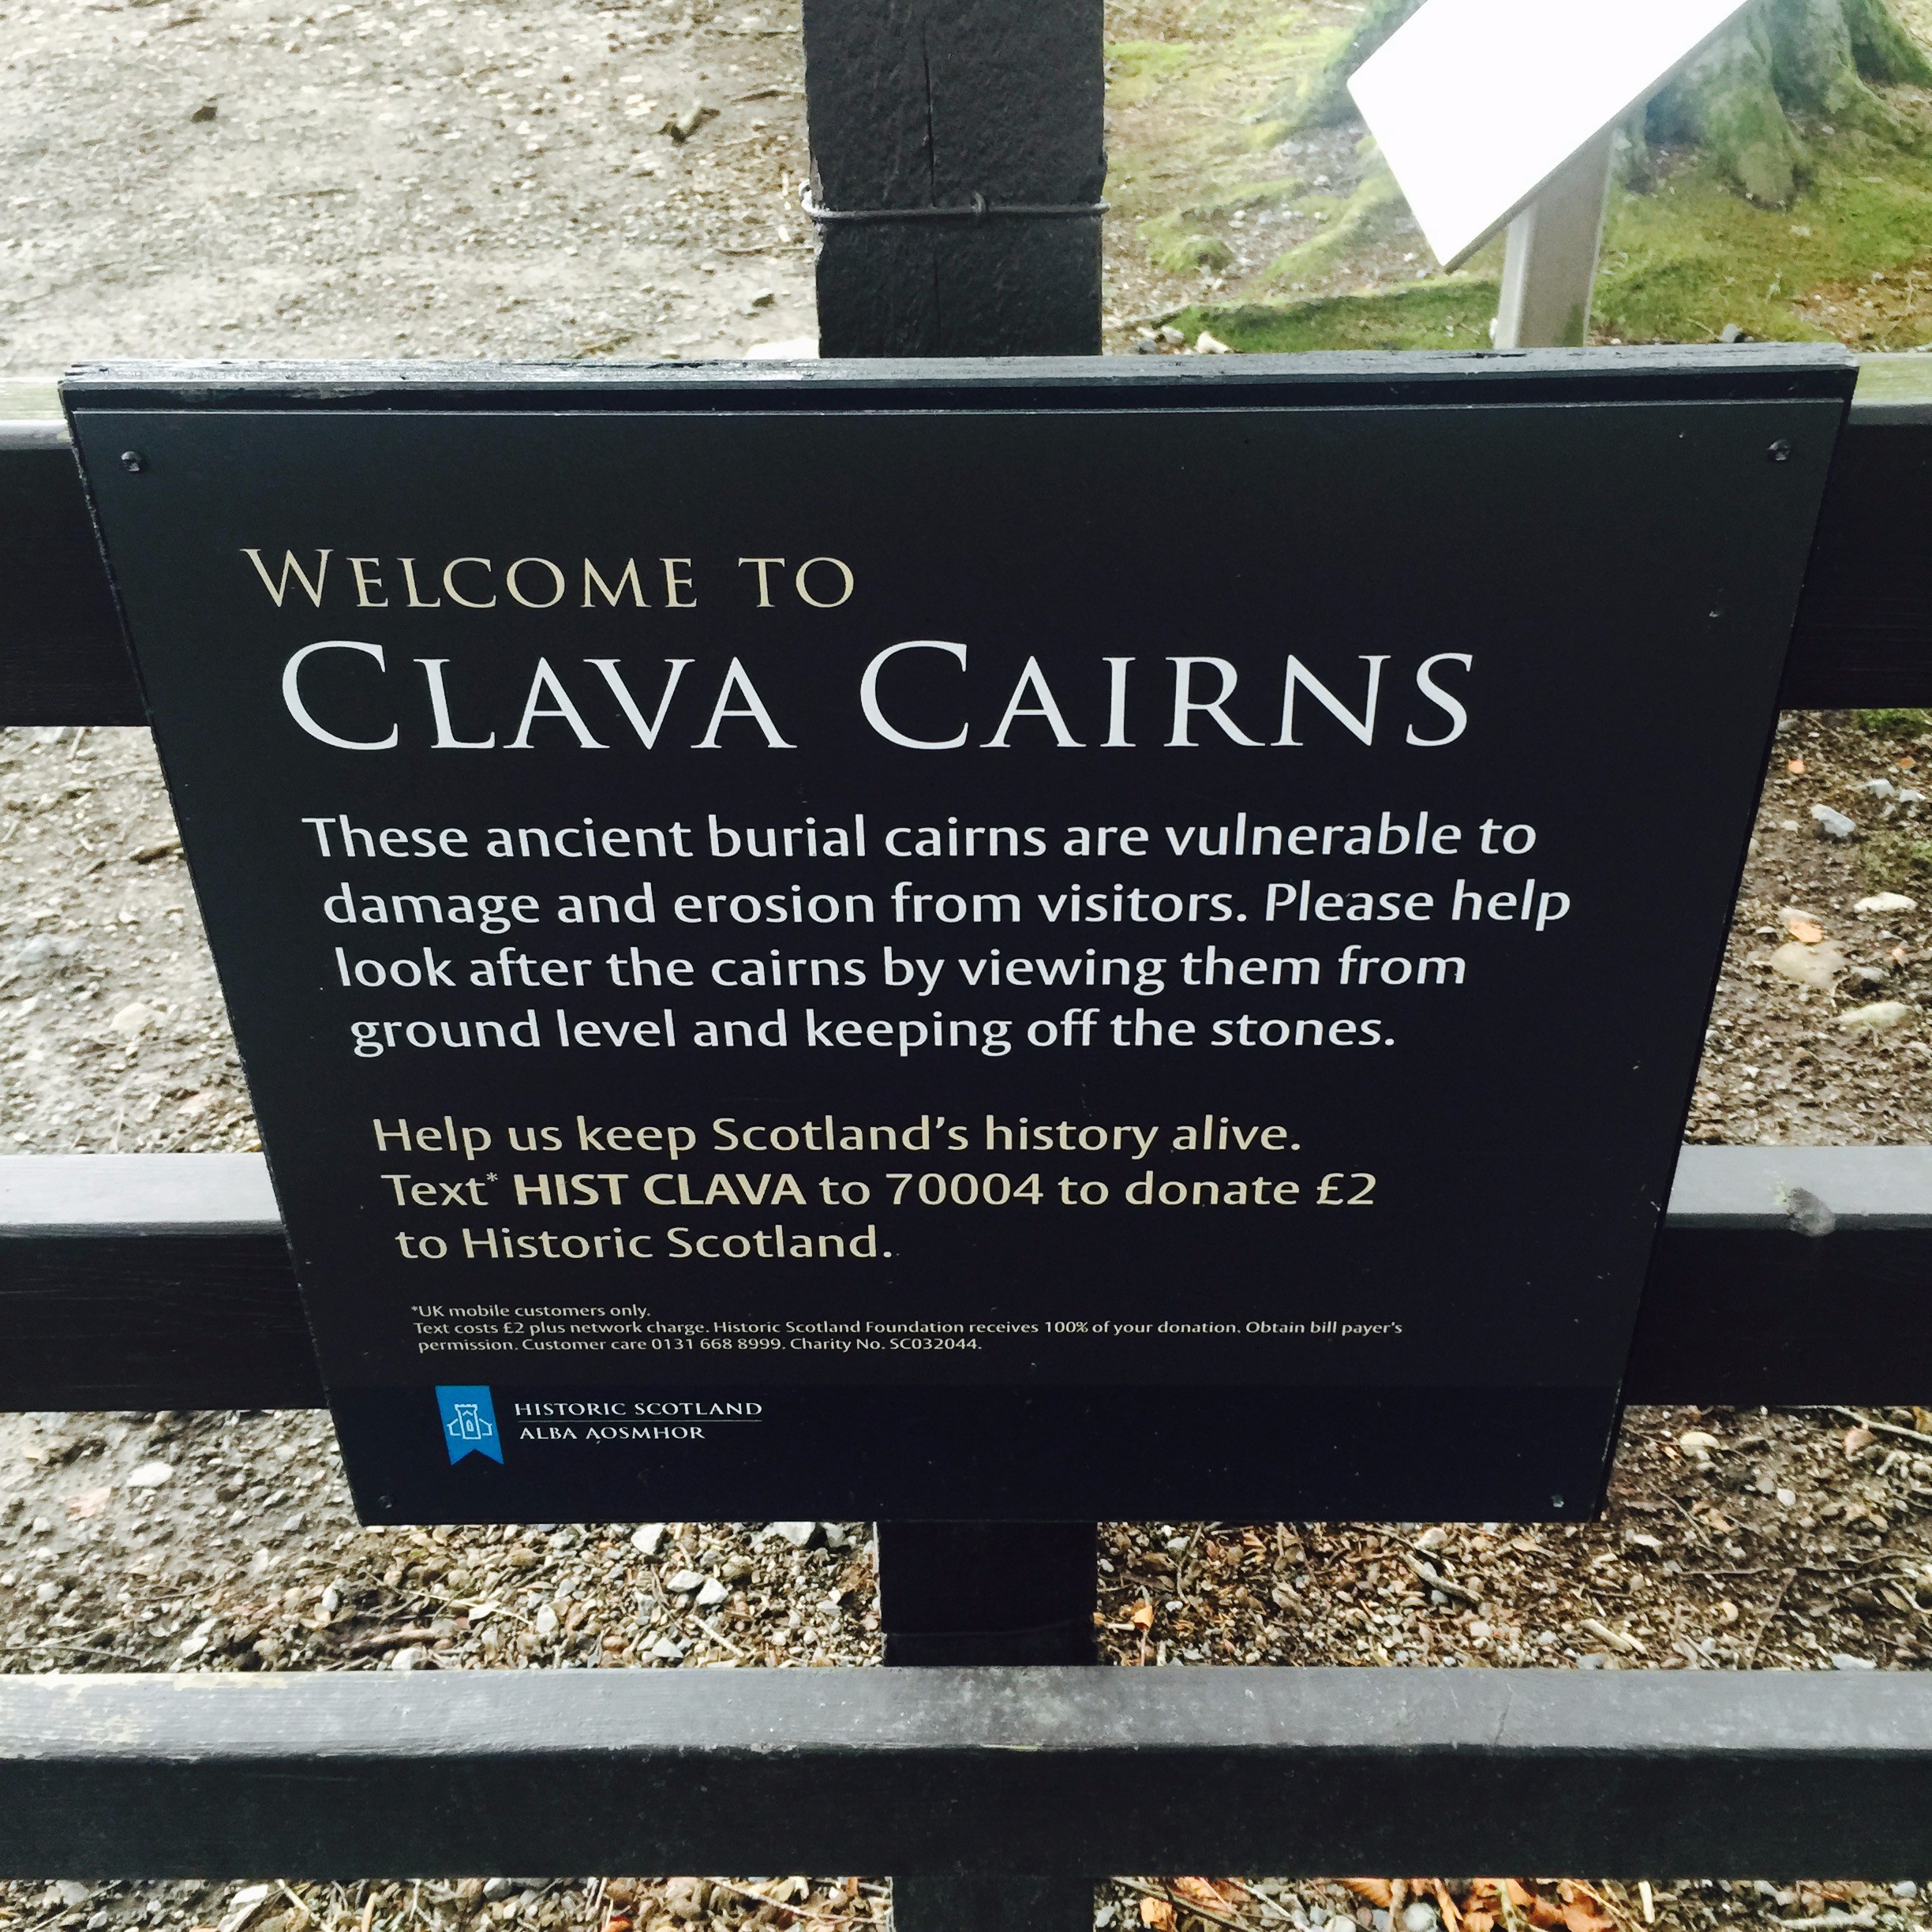 WELCOME TO
CLAVA CAIRNS
These ancient burial cairns are vulnerable to
damage and erosion from visitors. Please help
look after the cairns by viewing them from
ground level and keeping off the stones.
Help us keep Scotland's history alive.
Text* HIST CLAVA to 70004 to donate £2
to Historic Scotland.
*UK mobile customers only.
Text costs £2 plus network charge. Historic Scotland Foundation receives 100% of your donation. Obtain bill payer's
permission. Customer care 0131 668 8999. Charity No. SC032044.
HISTORIC SCOTLAND
ALBA AOSMHOR